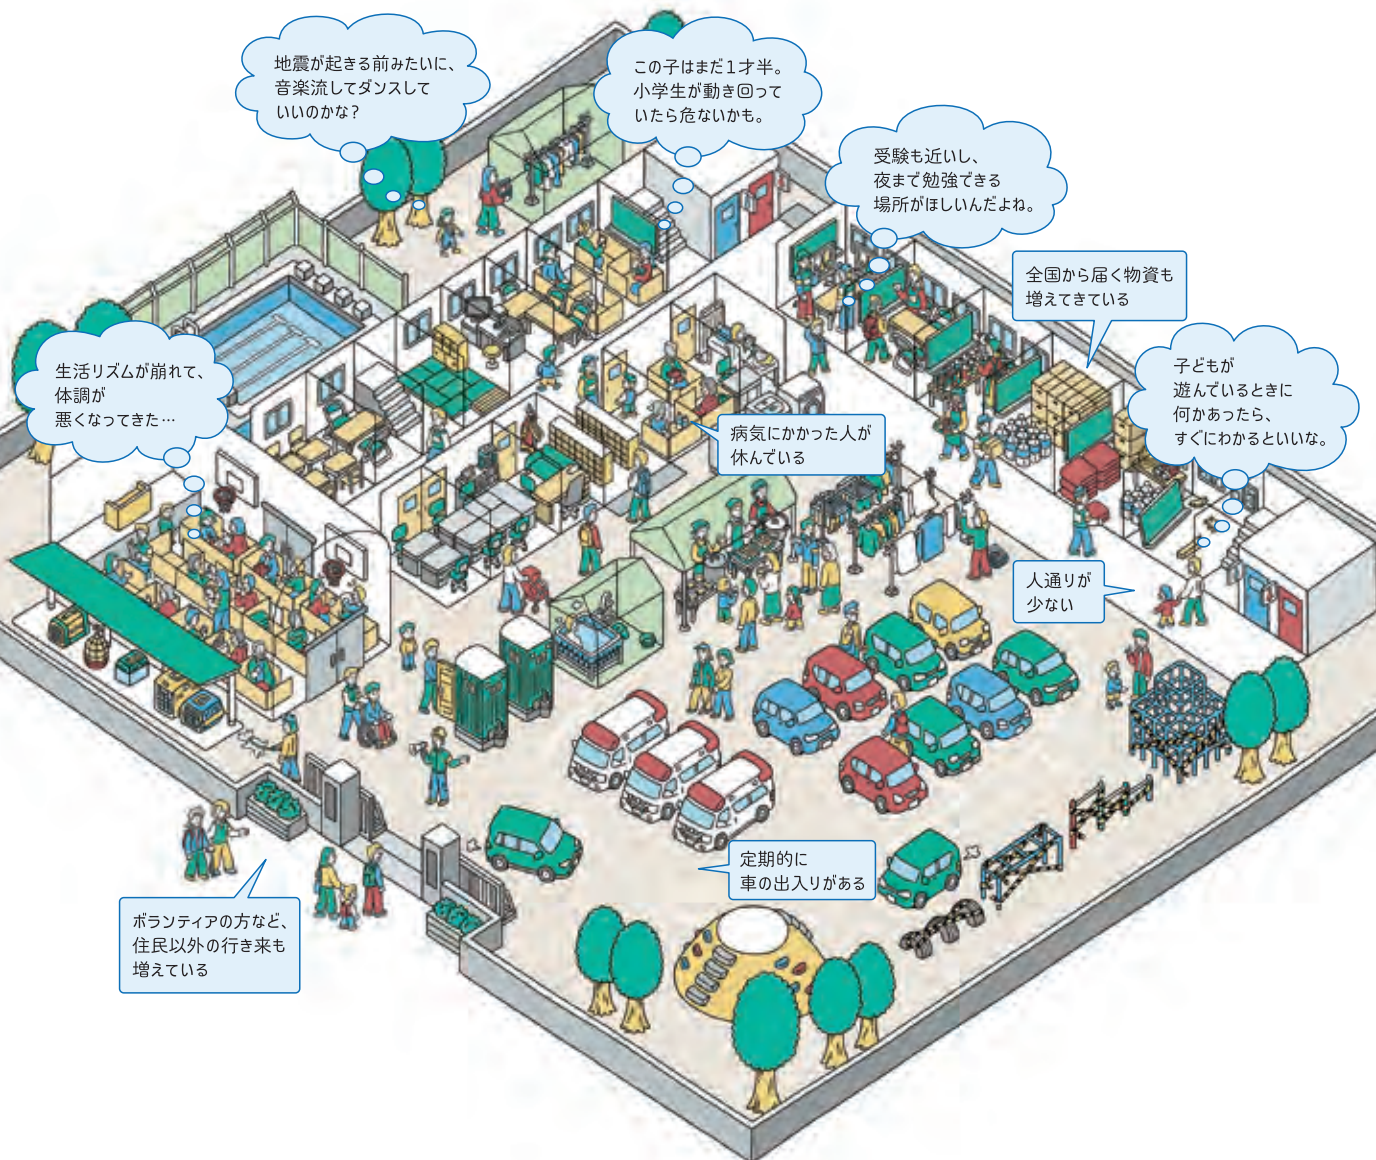 地震が起きる前みたいに、
音楽流してダンスして
いいのかな？
この子はまだ1才半。
小学生が動き回って
いたら危ないかも。
受験も近いし、
夜まで勉強できる
場所がほしいんだよね。
全国から届く物資も
増えてきている
子どもが
遊んでいるときに
何かあったら、
すぐにわかるといいな。
生活リズムが崩れて、
体調が
悪くなってきた…
病気にかかった人が
休んでいる
人通りが
少ない
定期的に
車の出入りがある
ボランティアの方など、
住民以外の行き来も
増えている